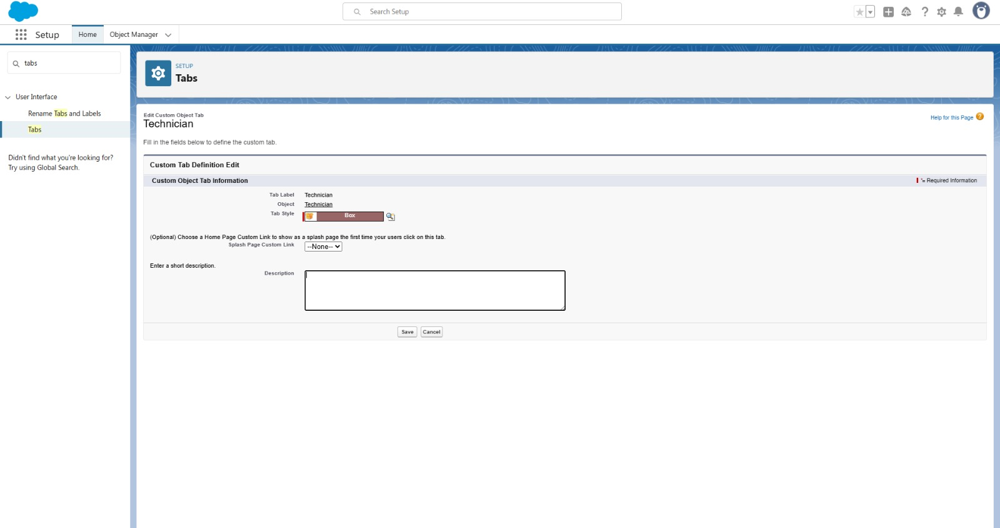 Search Setup
Setup
Home
Object Manager
tabs
User Interface
Rename Tabs and Labels
Tabs
Didn't find what you're looking for?
Try using Global Search.
SETUP
Tabs
Edit Custom Object Tab
Technician
Help for this Page
Fill in the fields below to define the custom tab.
Custom Tab Definition Edit
Custom Object Tab Information
*= Required Information
Tab Label Technician
Object Technician
Tab Style Box
(Optional) Choose a Home Page Custom Link to show as a splash page the first time your users click on this tab.
Splash Page Custom Link --None--
Enter a short description.
Description
Save Cancel